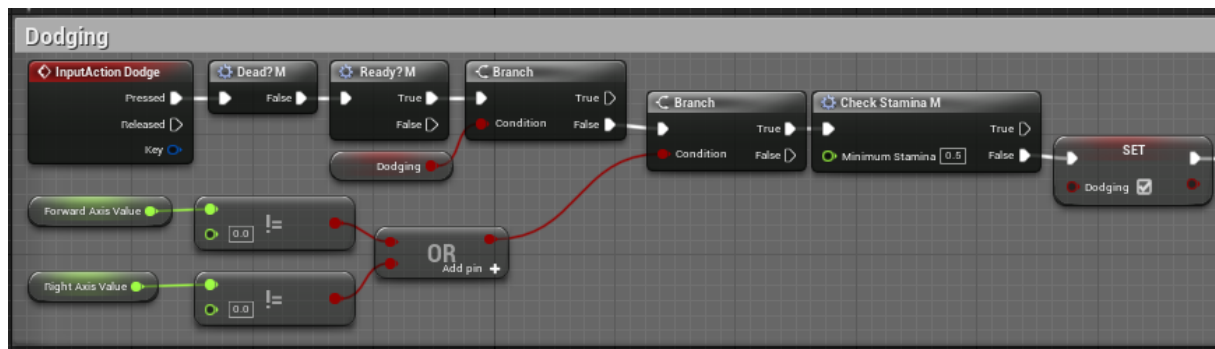 Dodging
InputAction Dodge
Pressed
Released
Key
Dead? M
False
Ready? M
True
False
Branch
True
Condition
False
Dodging
Branch
True
Condition
False
Check Stamina M
True
Minimum Stamina 0.5
False
SET
Dodging
Forward Axis Value
0.0
!=
Right Axis Value
0.0
!=
OR
Add pin +